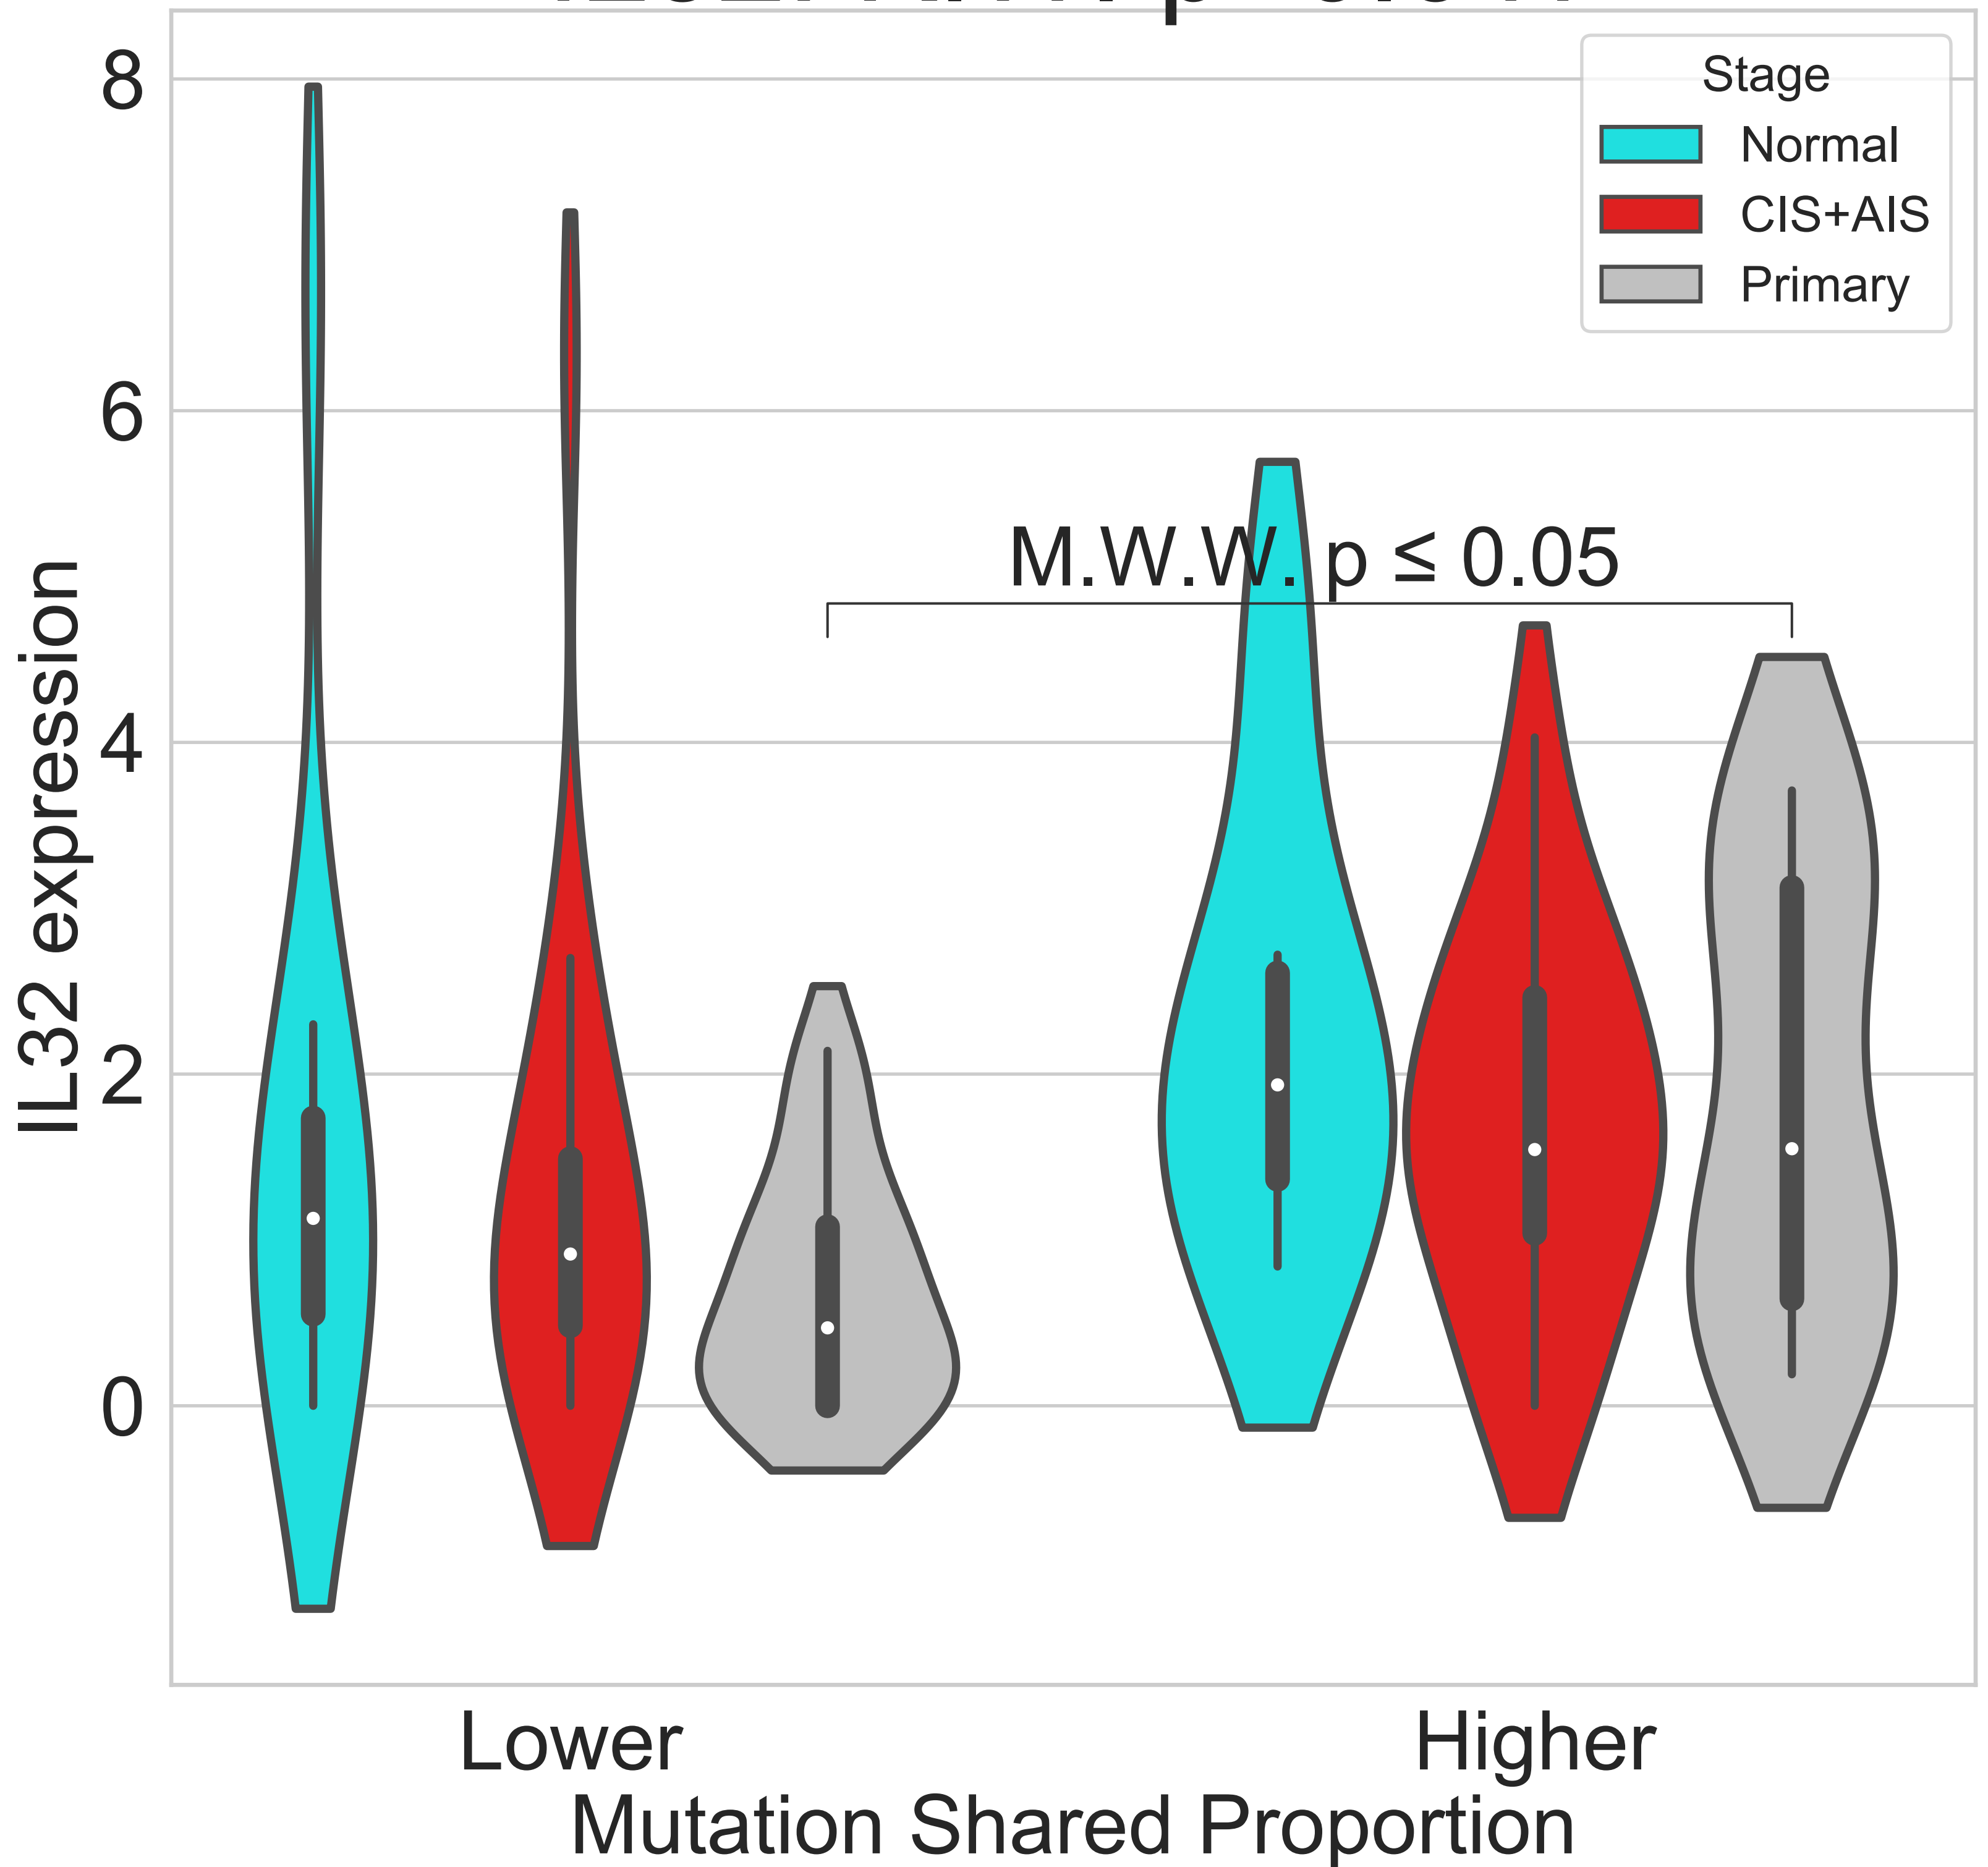 Stage
Normal
CIS+AIS
Primary
8
6
4
2
0
IL32 expression
M.W.W. p ≤ 0.05
Lower
Higher
Mutation Shared Proportion